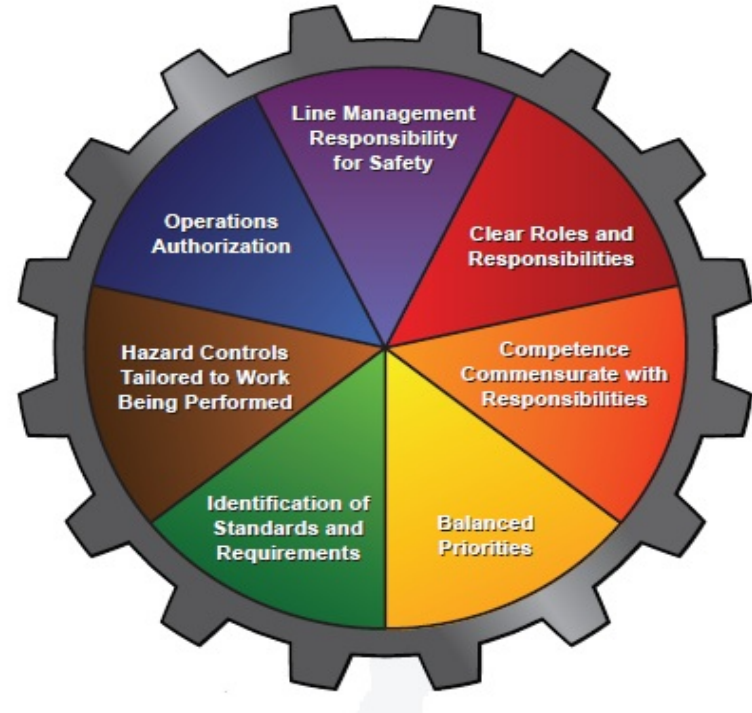 Line Management
Responsibility
for Safety
Clear Roles and
Responsibilities
Competence
Commensurate with
Responsibilities
Balanced
Priorities
Identification of
Standards and
Requirements
Hazard Controls
Tailored to Work
Being Performed
Operations
Authorization